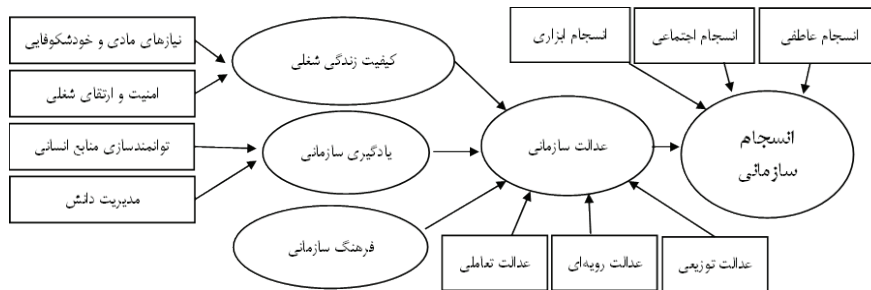 انسجام عاطفی
انسجام اجتماعی
انسجام ابزاری
نیازهای مادی و خودشکوفایی
کیفیت زندگی شغلی
امنیت و ارتقای شغلی
توانمندسازی منابع انسانی
یادگیری سازمانی
عدالت سازمانی
انسجام
سازمانی
مدیریت دانش
فرهنگ سازمانی
عدالت توزیعی
عدالت رویه‌ای
عدالت تعاملی